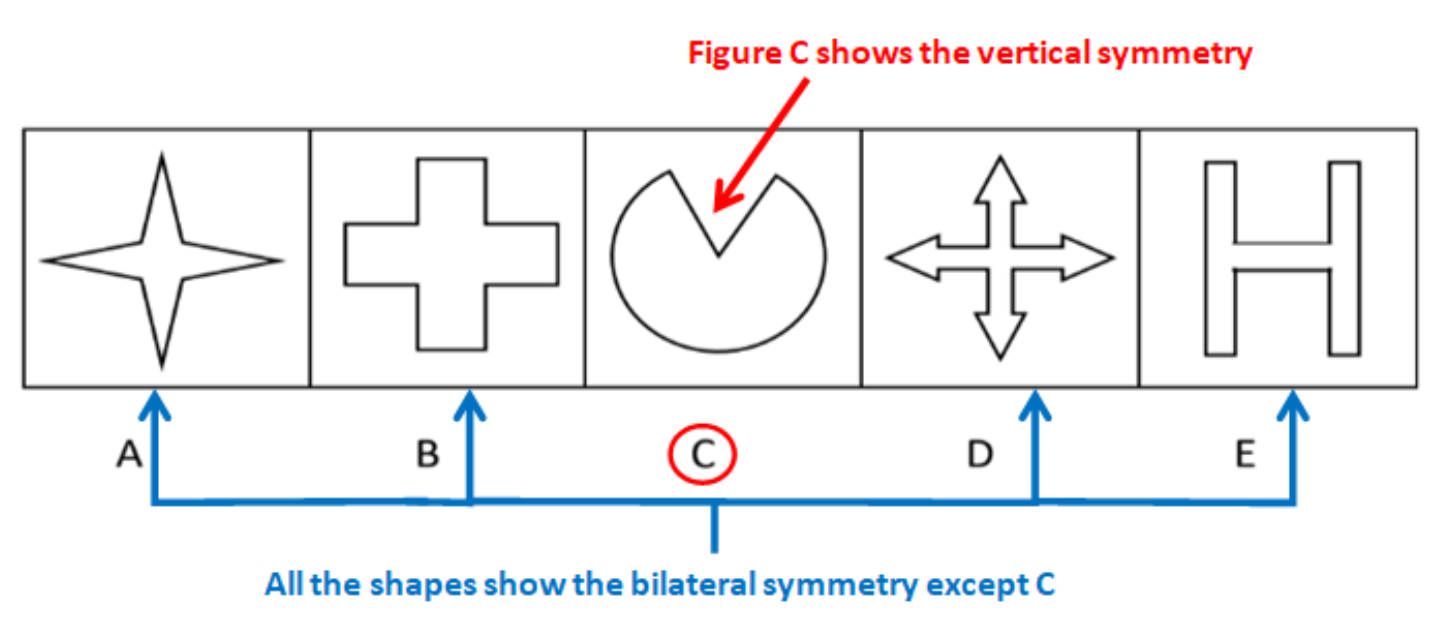 Figure C shows the vertical symmetry
A B C D E
All the shapes show the bilateral symmetry except C